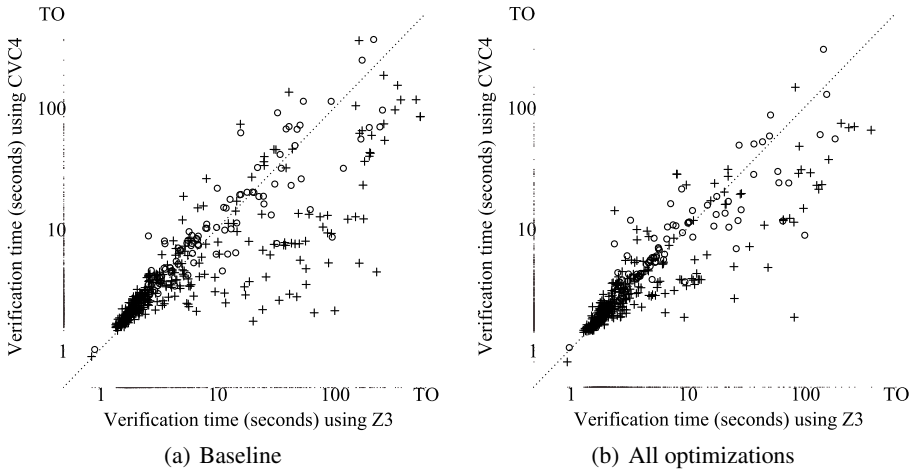 TO
100
10
1
Verification time (seconds) using CVC4
1
10
100
TO
Verification time (seconds) using Z3
(a) Baseline
TO
100
10
1
Verification time (seconds) using CVC4
1
10
100
TO
Verification time (seconds) using Z3
(b) All optimizations